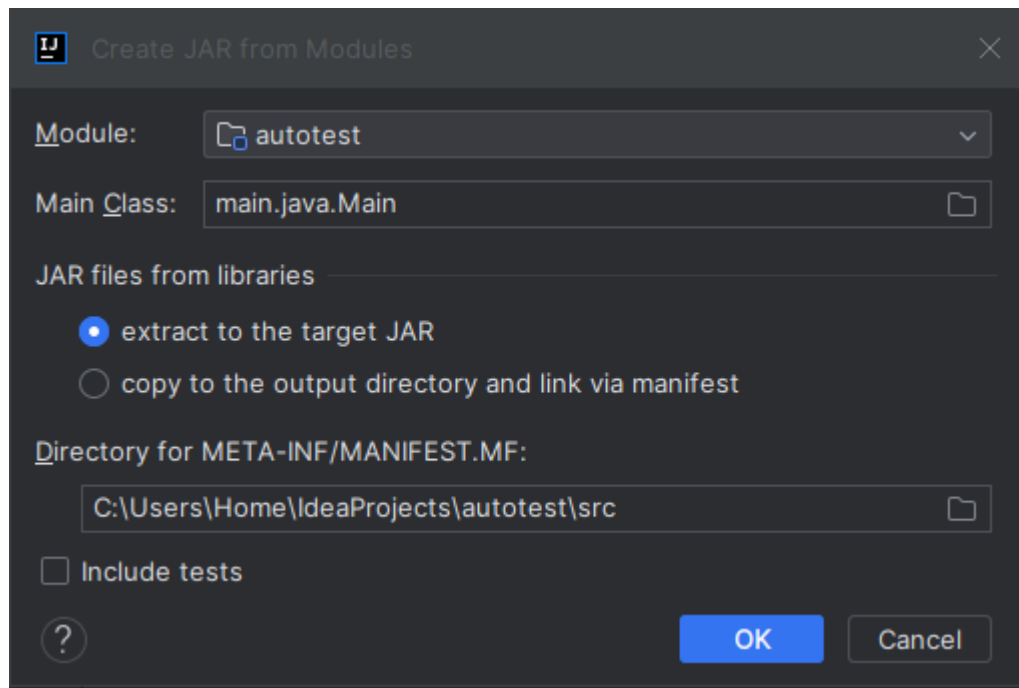 IJ
Create JAR from Modules
Module: autotest
Main Class: main.java.Main
JAR files from libraries
extract to the target JAR
copy to the output directory and link via manifest
Directory for META-INF/MANIFEST.MF:
C:\Users\Home\IdeaProjects\autotest\src
Include tests
? OK Cancel